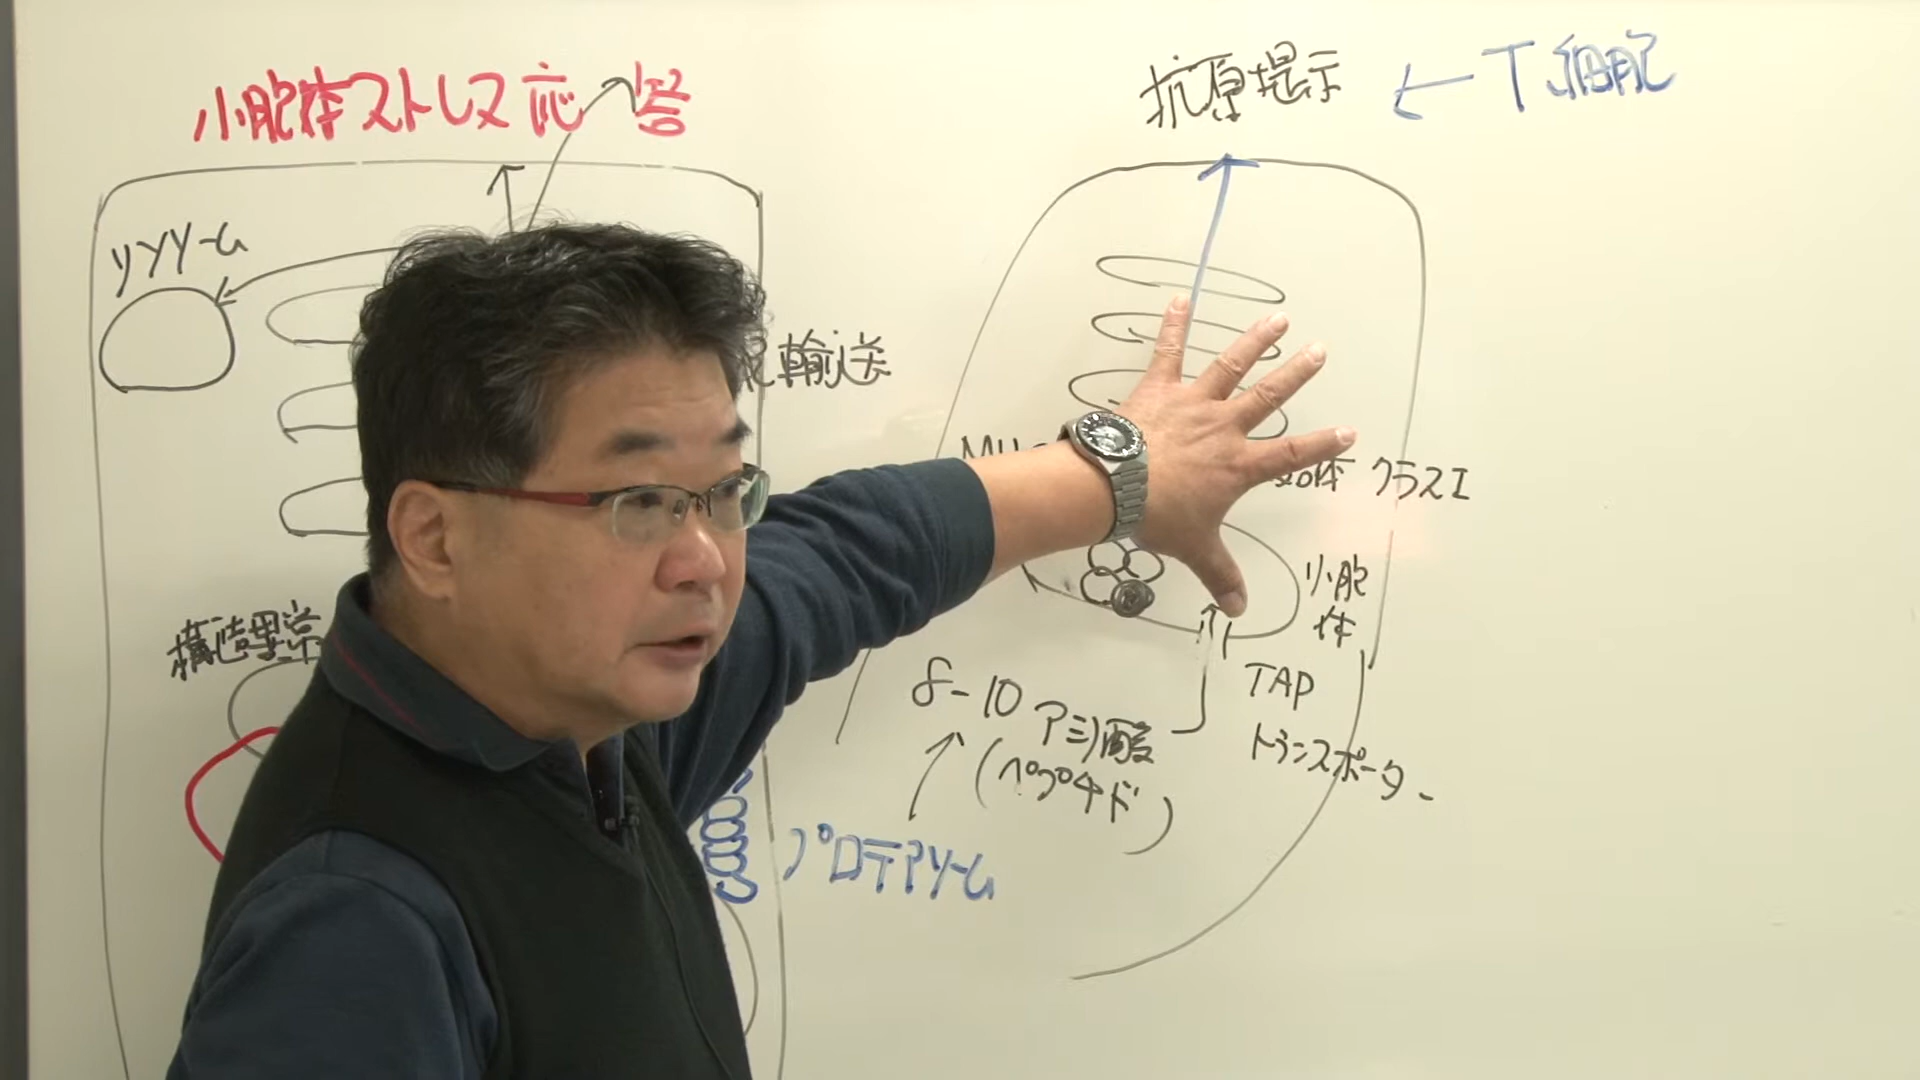 小胞体ストレス応答
リソソーム
輸送
構造異常
プロテアソーム
抗原提示 ← T細胞
クラスI
小胞
体
TAP
トランスポーター
8-10 アミノ酸
(ペプチド)